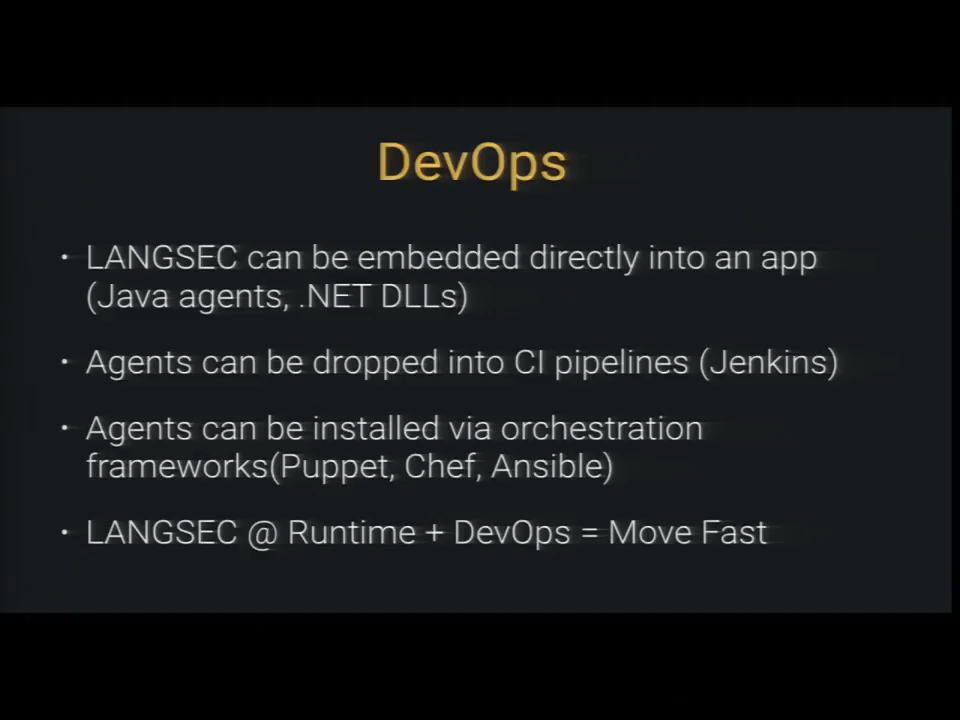 DevOps
• LANGSEC can be embedded directly into an app
(Java agents, .NET DLLs)
• Agents can be dropped into CI pipelines (Jenkins)
• Agents can be installed via orchestration
frameworks(Puppet, Chef, Ansible)
• LANGSEC @ Runtime + DevOps = Move Fast